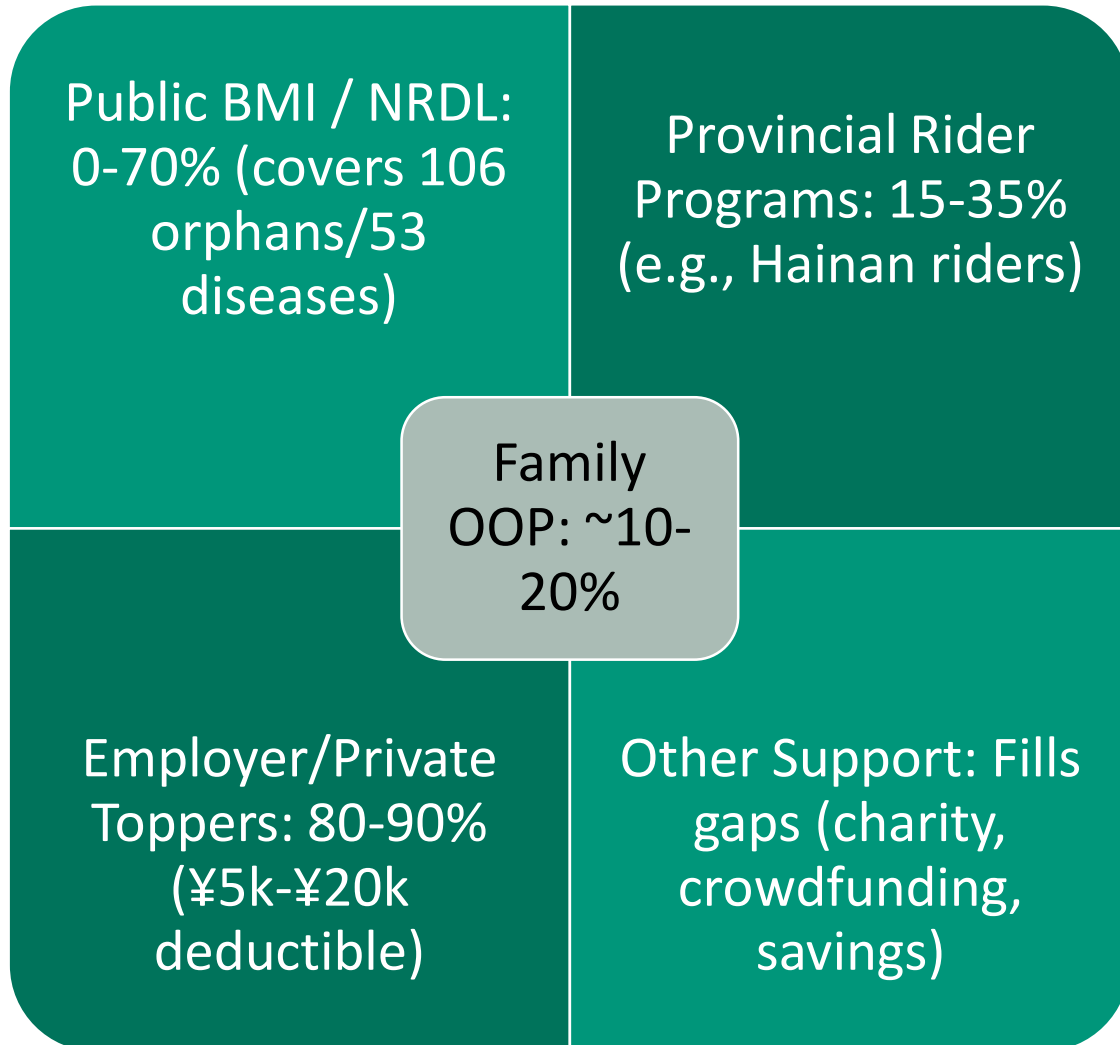 Public BMI / NRDL:
0-70% (covers 106
orphans/53
diseases)
Provincial Rider
Programs: 15-35%
(e.g., Hainan riders)
Family
OOP: ~10-
20%
Employer/Private
Toppers: 80-90%
(¥5k-¥20k
deductible)
Other Support: Fills
gaps (charity,
crowdfunding,
savings)